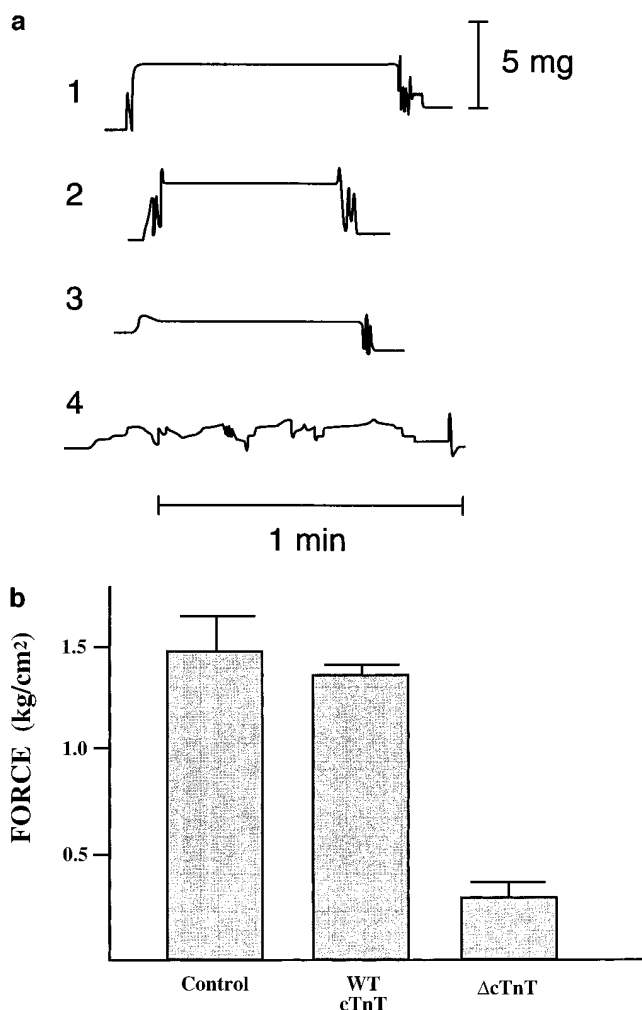 a
5 mg
1
2
3
4
1 min
b
FORCE (kg/cm²)
1.5
1.0
0.5
Control
WT
cTnT
ΔcTnT